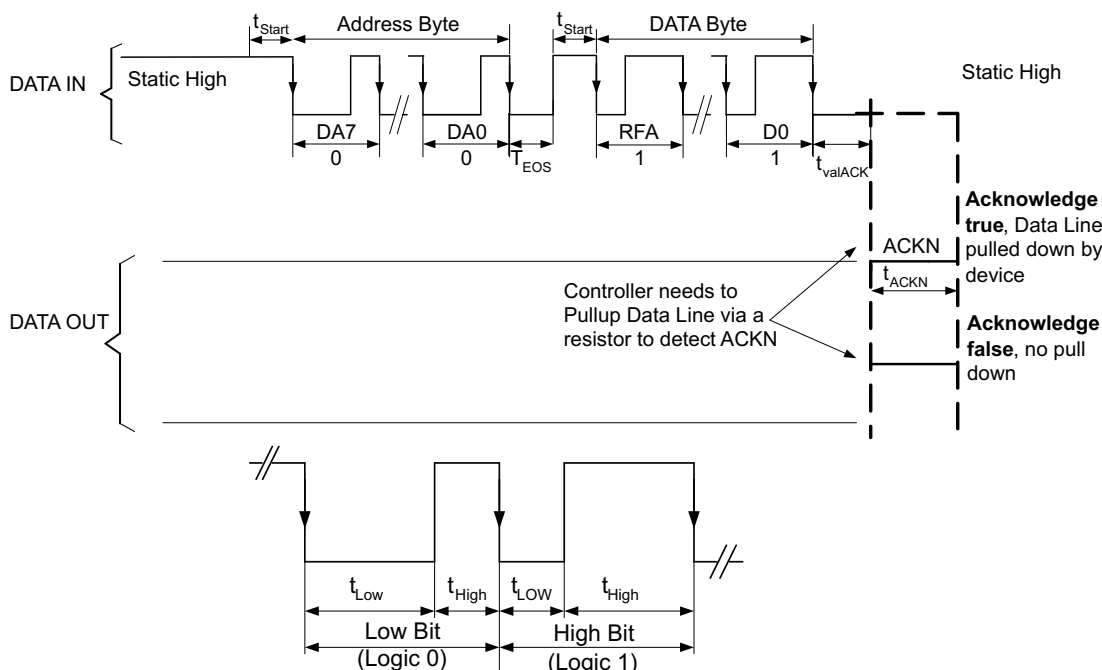 tStart Address Byte tStart DATA Byte
DATA IN Static High Static High
DA7 DA0 RFA D0
0 0 TEOS 1 1 tvalACK
Acknowledge
true, Data Line
pulled down by
device
ACKN
tACKN
Controller needs to
Pullup Data Line via a
resistor to detect ACKN
DATA OUT
Acknowledge
false, no pull
down
tLow tHigh tLOW tHigh
Low Bit High Bit
(Logic 0) (Logic 1)